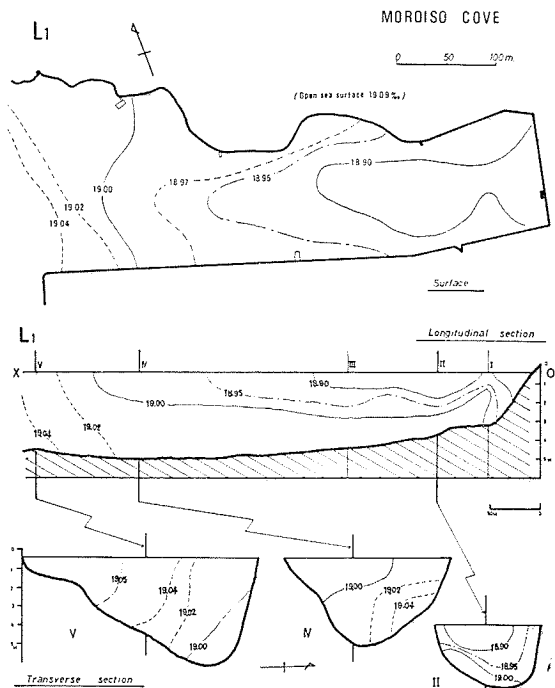 MOROISO COVE
L1
0 50 100 m.
(Open sea surface 19.09‰)
18.90
18.97
18.95
19.00
19.02
19.04
Surface
L1
Longitudinal section
X V IV III II I O
18.90
18.95
19.00
19.02
19.04
V
19.05
19.04
19.02
19.00
IV
19.00
19.02
19.04
II
18.90
18.95
19.00
Transverse section